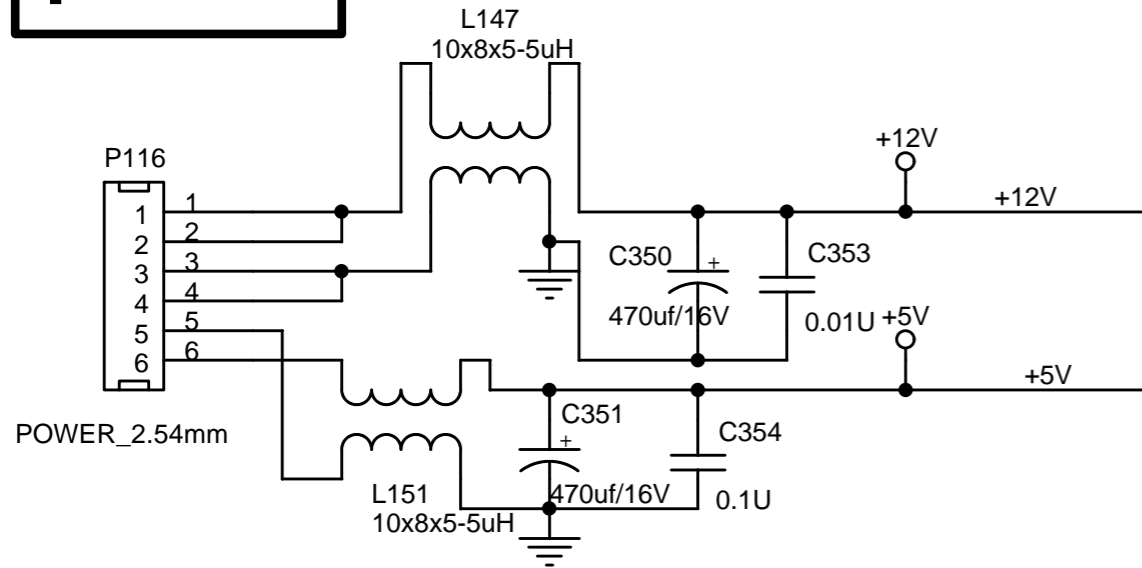 L147
10x8x5-5uH
P116
1 1
2 2
3 3
4 4
5 5
6 6
POWER_2.54mm
+12V
+12V
C350 +
470uf/16V
C353
0.01U
+5V
+5V
C351
+
470uf/16V
C354
0.1U
L151
10x8x5-5uH